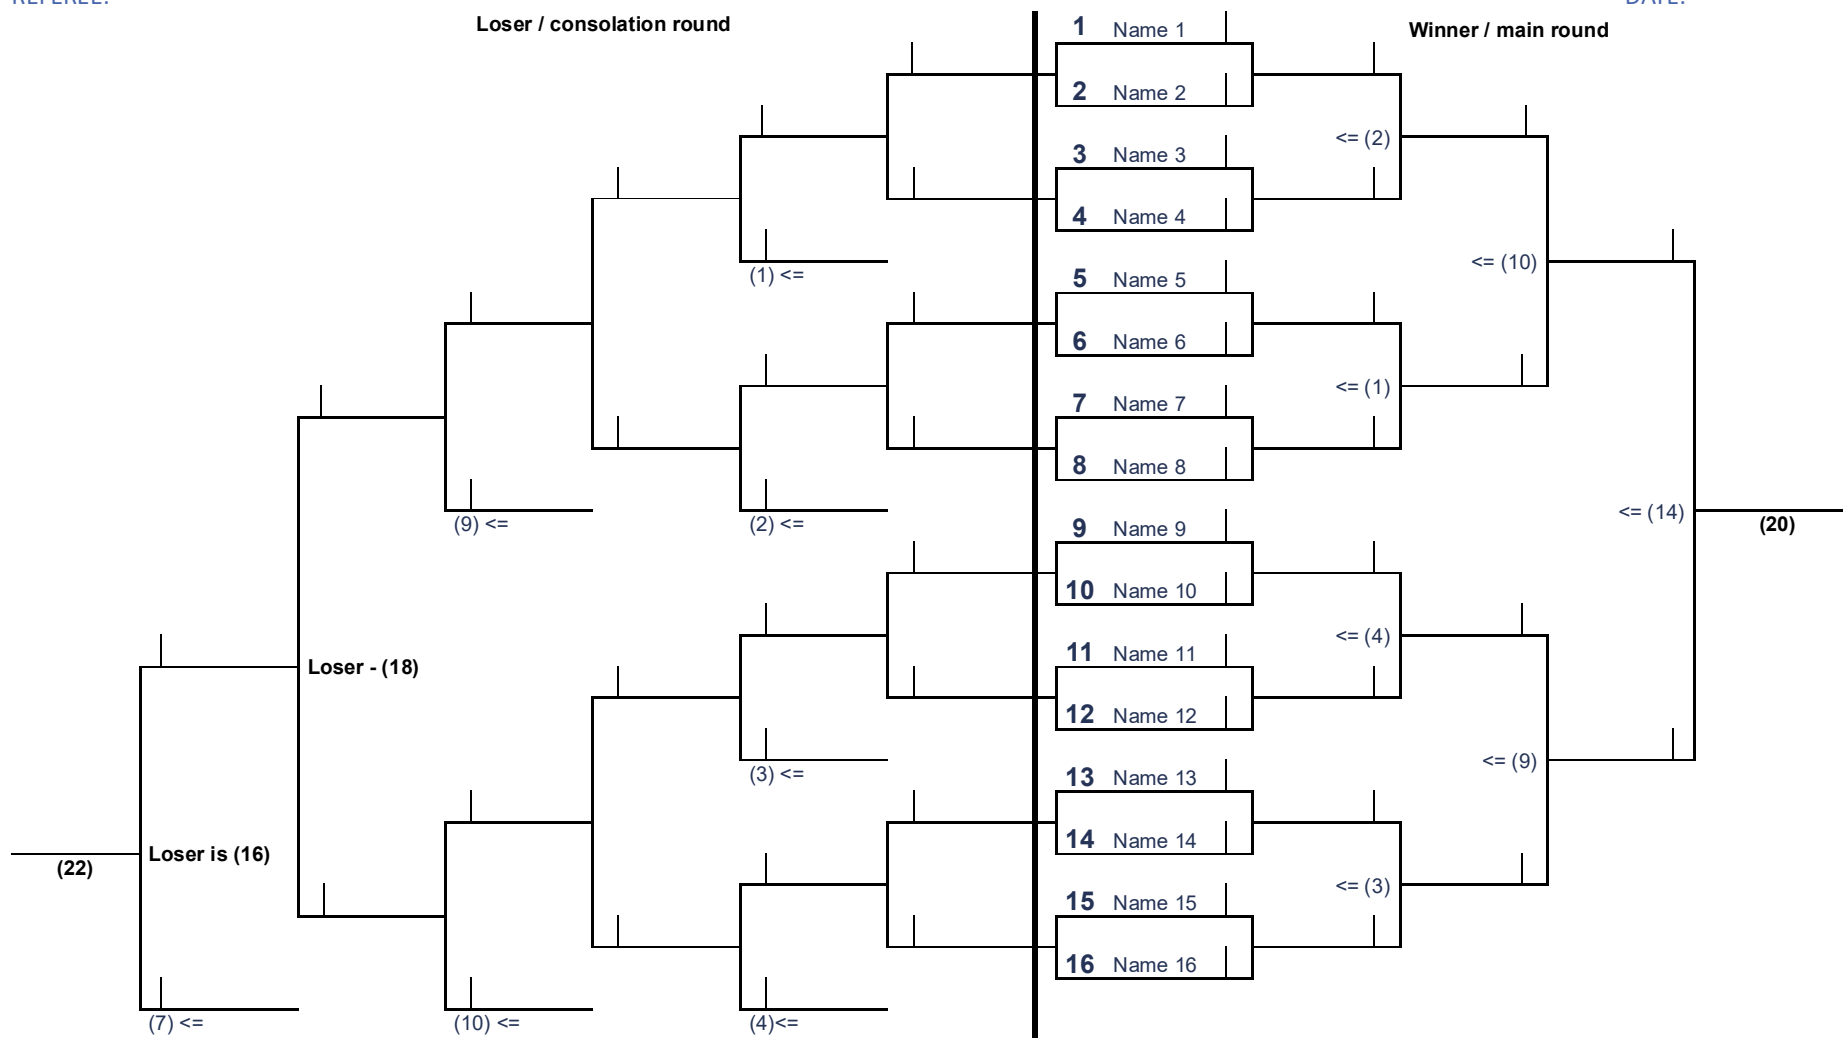 REFEREE:
DATE:
Loser / consolation round
Winner / main round
1 Name 1
2 Name 2
<= (2)
3 Name 3
4 Name 4
<= (10)
(1) <=
5 Name 5
6 Name 6
<= (1)
7 Name 7
8 Name 8
(9) <=
(2) <=
<= (14)
(20)
9 Name 9
10 Name 10
<= (4)
11 Name 11
Loser - (18)
12 Name 12
<= (9)
(3) <=
13 Name 13
14 Name 14
Loser is (16)
(22)
<= (3)
15 Name 15
16 Name 16
(7) <=
(10) <=
(4)<=